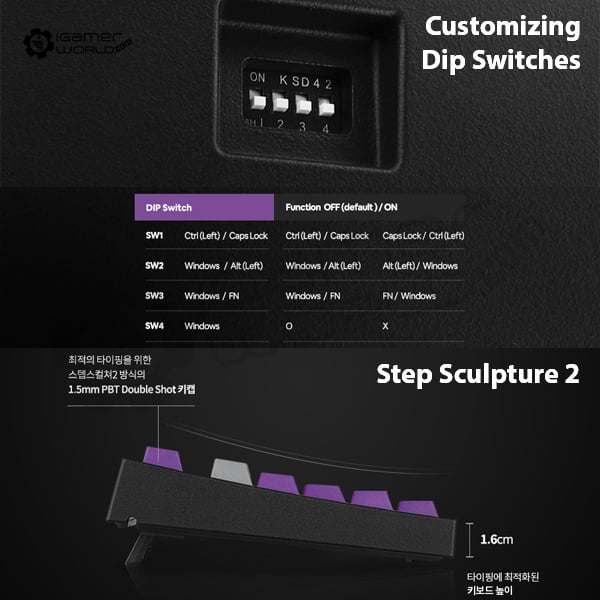 iGAMER
WORLD.com
Customizing
Dip Switches
ON K S D 4 2
1 2 3 4
DIP Switch Function OFF (default) / ON
SW1 Ctrl (Left) / Caps Lock Ctrl (Left) / Caps Lock Caps Lock / Ctrl (Left)
SW2 Windows / Alt (Left) Windows / Alt (Left) Alt (Left) / Windows
SW3 Windows / FN Windows / FN FN / Windows
SW4 Windows O X
Step Sculpture 2
최적의 타이핑을 위한
스텝스컬쳐2 방식의
1.5mm PBT Double Shot 키캡
1.6cm
타이핑에 최적화된
키보드 높이